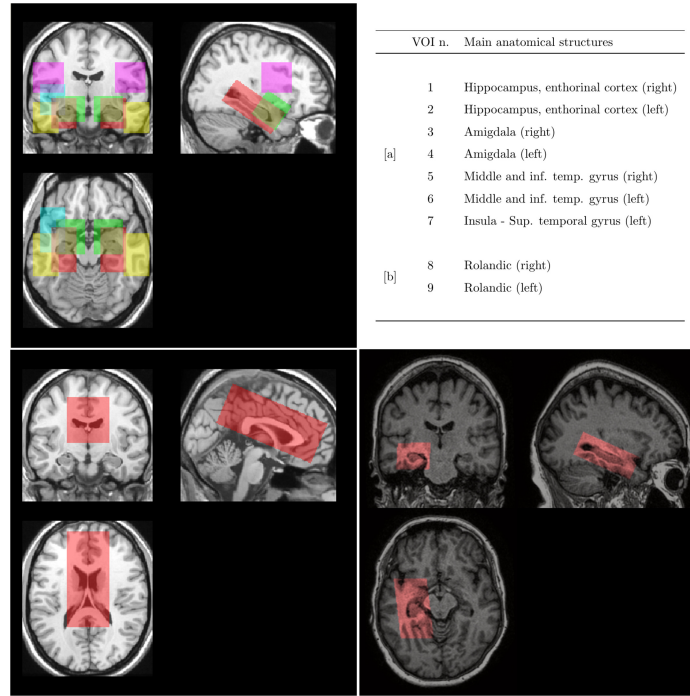 VOI n. Main anatomical structures
1 Hippocampus, enthorinal cortex (right)
2 Hippocampus, enthorinal cortex (left)
3 Amigdala (right)
[a] 4 Amigdala (left)
5 Middle and inf. temp. gyrus (right)
6 Middle and inf. temp. gyrus (left)
7 Insula - Sup. temporal gyrus (left)
8 Rolandic (right)
[b]
9 Rolandic (left)